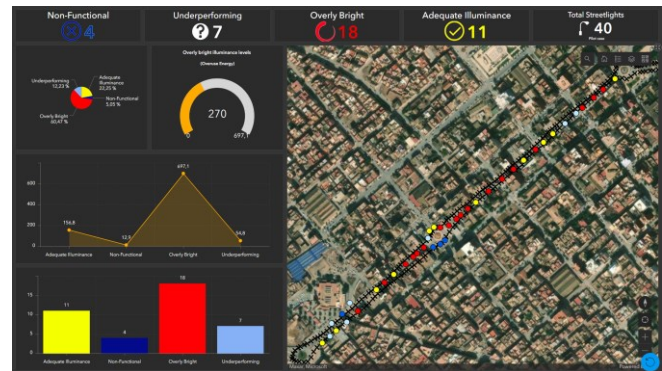 Non-Functional
4
Underperforming
7
Overly Bright
18
Adequate Illuminance
11
Total Streetlights
40
Overly bright Illuminance levels
(Overuse Energy)
270
0
697,1
Underperforming
12,23 %
Adequate
Illuminance
22,25 %
Non-Functional
5,05 %
Overly Bright
60,47 %
600
400
200
0
156,8
12,9
697,1
54,8
Adequate Illuminance
Non-Functional
Overly Bright
Underperforming
15
10
5
0
11
4
18
7
Adequate Illuminance
Non-Functional
Overly Bright
Underperforming